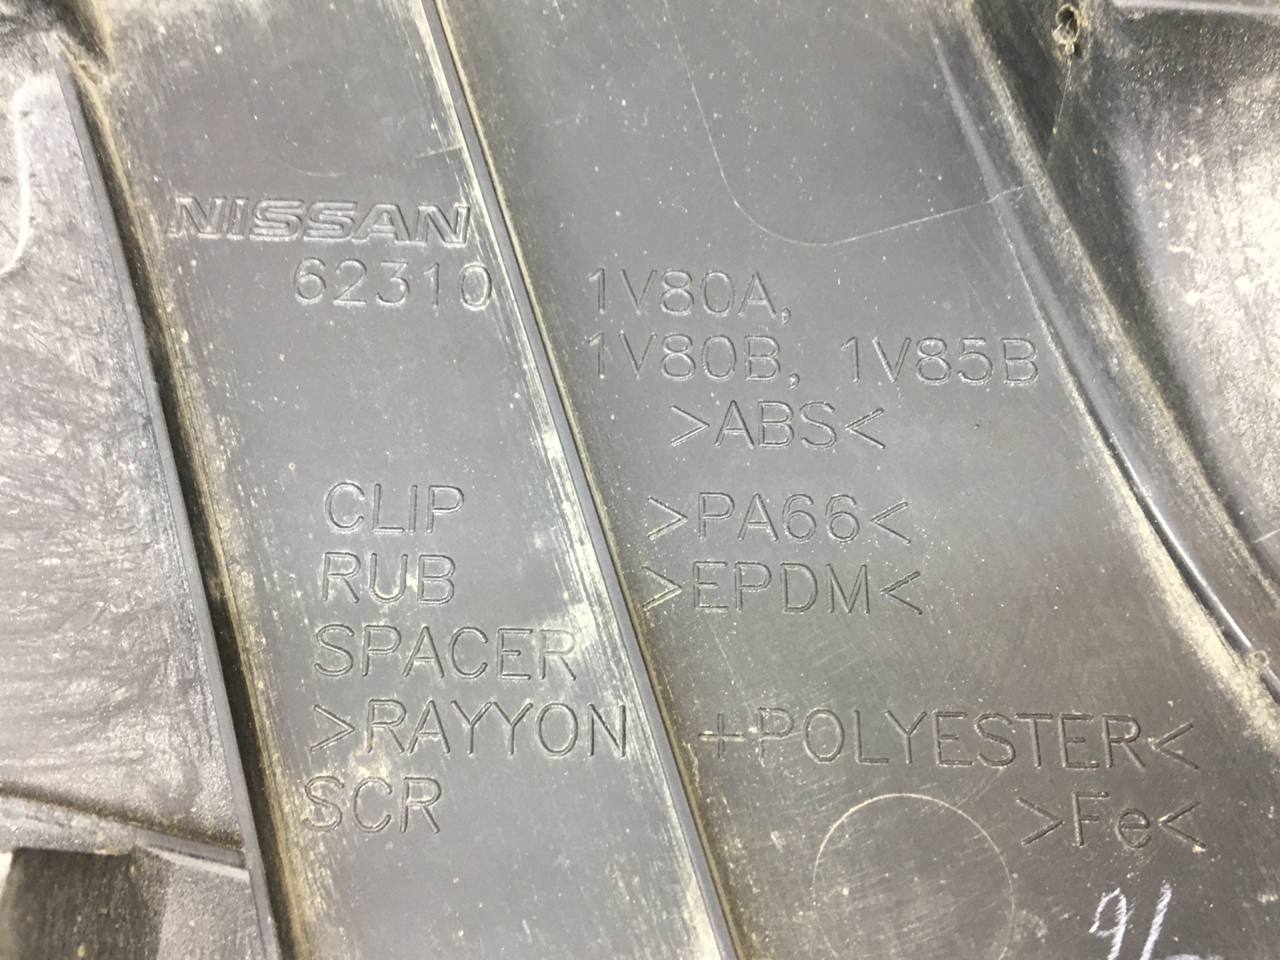 NISSAN
62310 1V80A,
1V80B, 1V85B
>ABS<
CLIP >PA66<
RUB >EPDM<
SPACER
>RAYYON +POLYESTER<
SCR >Fe<